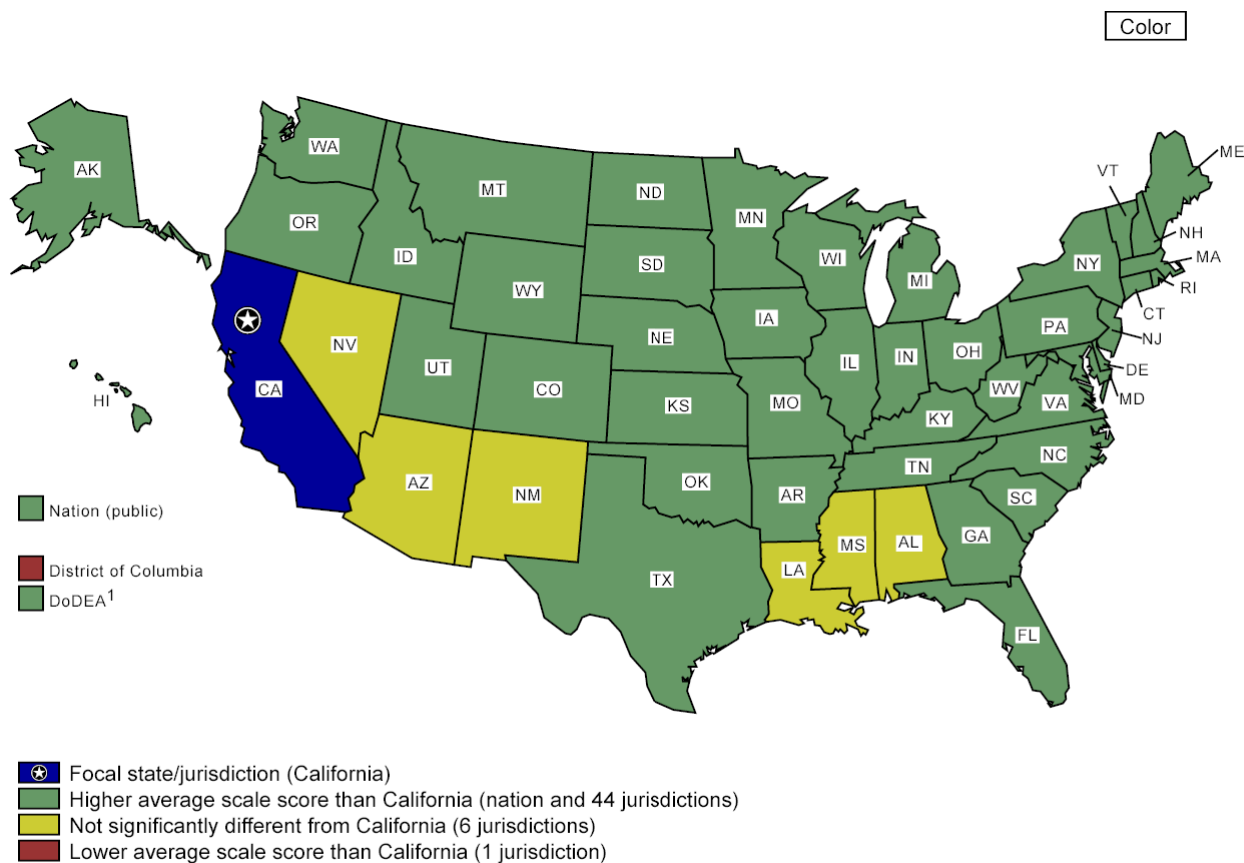 Color
WA
AK
ME
VT
MT
ND
MN
OR
NH
ID
SD
WI
MA
NY
MI
RI
WY
CT
IA
PA
NJ
NV
NE
OH
IL
IN
DE
UT
CO
WV
MD
HI
CA
KS
MO
VA
KY
NC
TN
AZ
NM
OK
AR
SC
Nation (public)
MS
AL
GA
LA
District of Columbia
TX
DoDEA1
FL
Focal state/jurisdiction (California)
Higher average scale score than California (nation and 44 jurisdictions)
Not significantly different from California (6 jurisdictions)
Lower average scale score than California (1 jurisdiction)